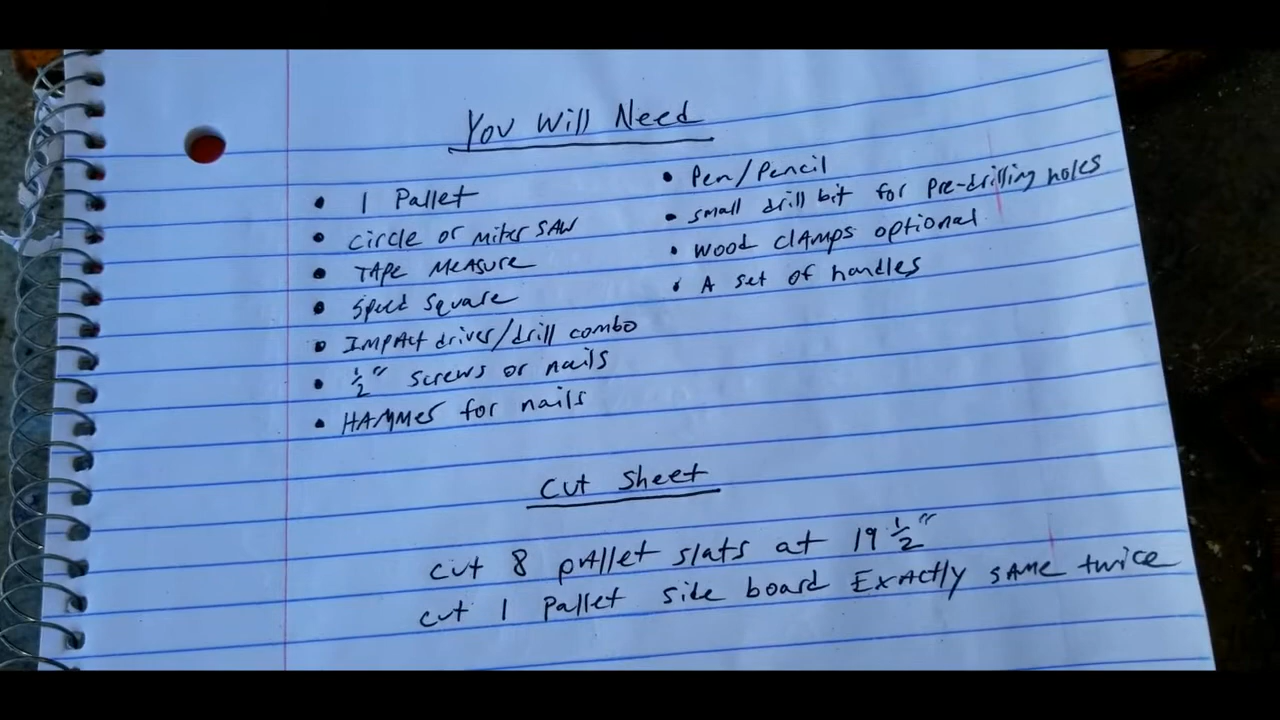 You Will Need
• 1 Pallet
• circle or miter SAW
• TAPE MEASURE
• Speed Square
• IMPACt driver/drill combo
• 1/2" screws or nails
• HAMMer for nails
• Pen/Pencil
• small drill bit for Pre-drilling holes
• wood clAMPS optional
• A set of handles
Cut Sheet
cut 8 pAllet slats at 19 1/2"
cut 1 Pallet side board ExActly SAME twice